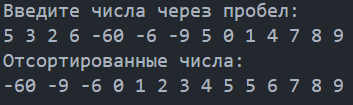 Введите числа через пробел:
5 3 2 6 -60 -6 -9 5 0 1 4 7 8 9
Отсортированные числа:
-60 -9 -6 0 1 2 3 4 5 5 6 7 8 9